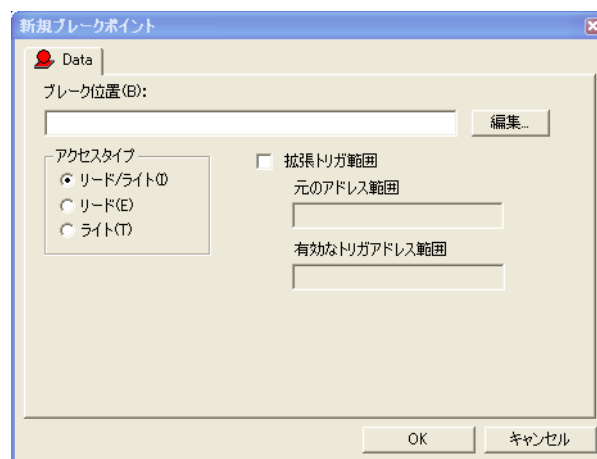 新規ブレークポイント
Data
ブレーク位置(B):
編集...
アクセスタイプ
リード/ライト(I)
リード(E)
ライト(T)
拡張トリガ範囲
元のアドレス範囲
有効なトリガアドレス範囲
OK
キャンセル